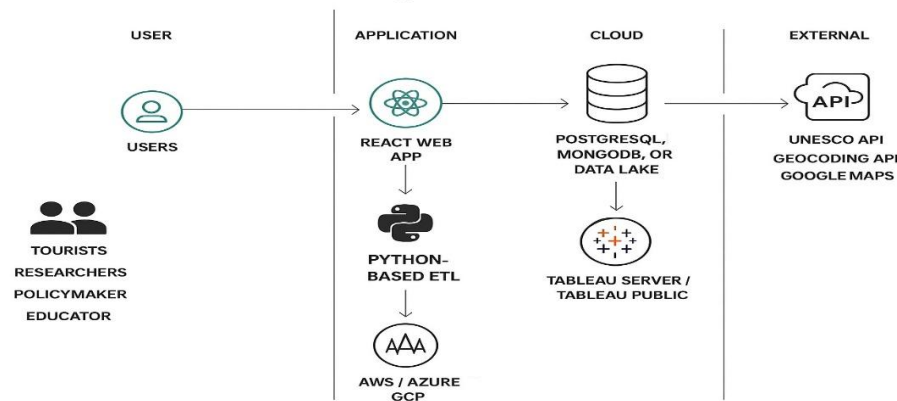 USER
APPLICATION
CLOUD
EXTERNAL
USERS
REACT WEB
APP
POSTGRESQL,
MONGODB, OR
DATA LAKE
API
UNESCO API
GEOCODING API
GOOGLE MAPS
TOURISTS
RESEARCHERS
POLICYMAKER
EDUCATOR
PYTHON-
BASED ETL
TABLEAU SERVER /
TABLEAU PUBLIC
AWS / AZURE
GCP